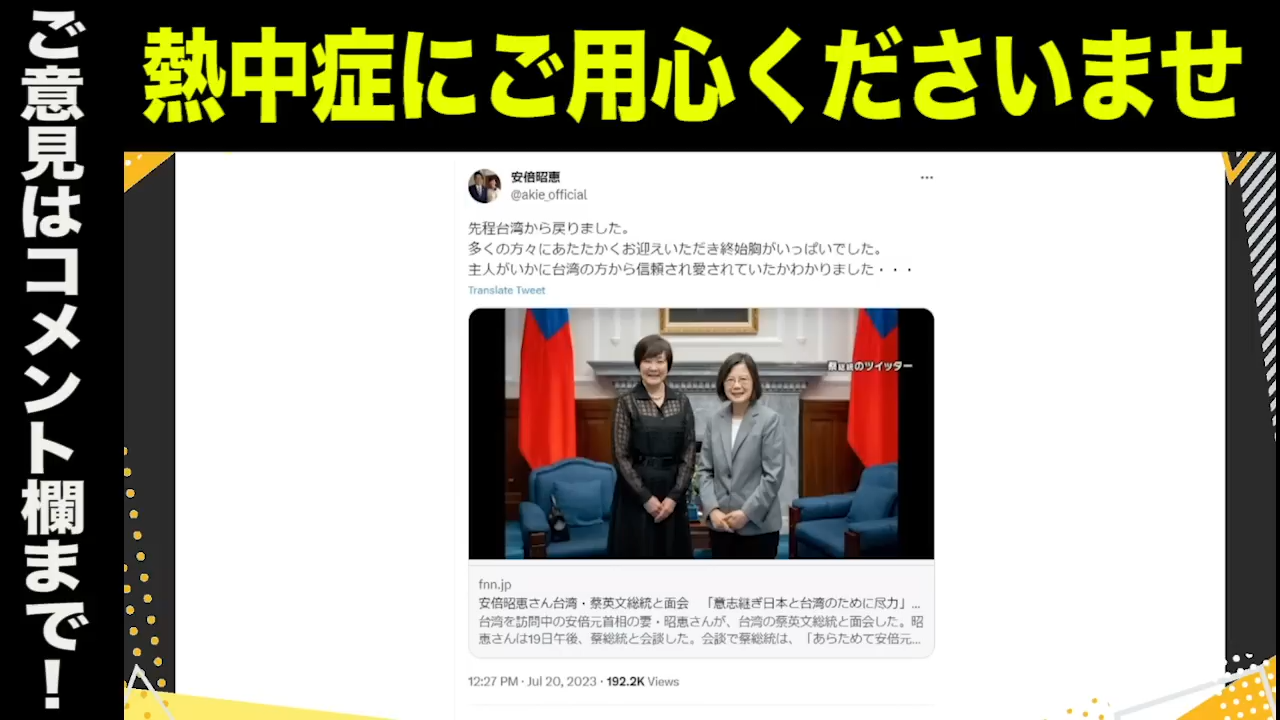 熱中症にご用心くださいませ
ご意見はコメント欄まで！
安倍昭恵
@akie_official
先程台湾から戻りました。
多くの方々にあたたかくお迎えいただき終始胸がいっぱいでした。
主人がいかに台湾の方から信頼され愛されていたかわかりました・・・
Translate Tweet
蔡総統のツイッター
fnn.jp
安倍昭恵さん台湾・蔡英文総統と面会　「意志継ぎ日本と台湾のために尽力」...
台湾を訪問中の安倍元首相の妻・昭恵さんが、台湾の蔡英文総統と面会した。昭
恵さんは19日午後、蔡総統と会談した。会談で蔡総統は、「あらためて安倍元...
12:27 PM · Jul 20, 2023 · 192.2K Views